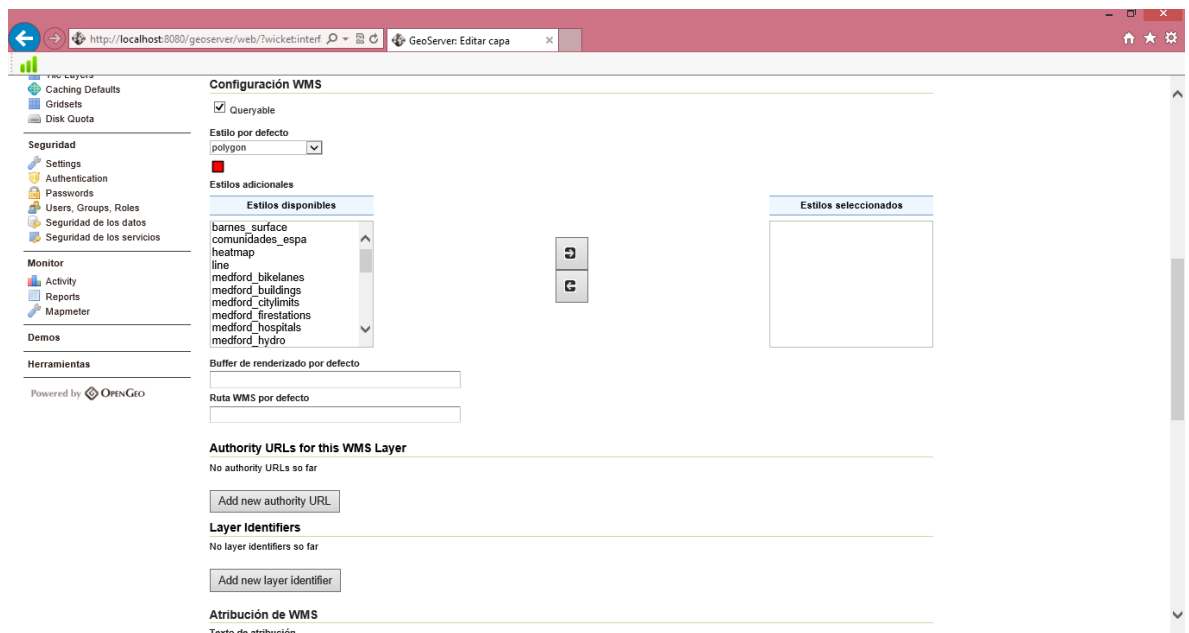 http://localhost:8080/geoserver/web/?wicket:interf
GeoServer: Editar capa
Tile Layers
Caching Defaults
Gridsets
Disk Quota
Seguridad
Settings
Authentication
Passwords
Users, Groups, Roles
Seguridad de los datos
Seguridad de los servicios
Monitor
Activity
Reports
Mapmeter
Demos
Herramientas
Powered by OpenGeo
Configuración WMS
Queryable
Estilo por defecto
polygon
Estilos adicionales
Estilos disponibles
Estilos seleccionados
barnes_surface
comunidades_espa
heatmap
line
medford_bikelanes
medford_buildings
medford_citylimits
medford_firestations
medford_hospitals
medford_hydro
Buffer de renderizado por defecto
Ruta WMS por defecto
Authority URLs for this WMS Layer
No authority URLs so far
Add new authority URL
Layer Identifiers
No layer identifiers so far
Add new layer identifier
Atribución de WMS
Texto de atribución